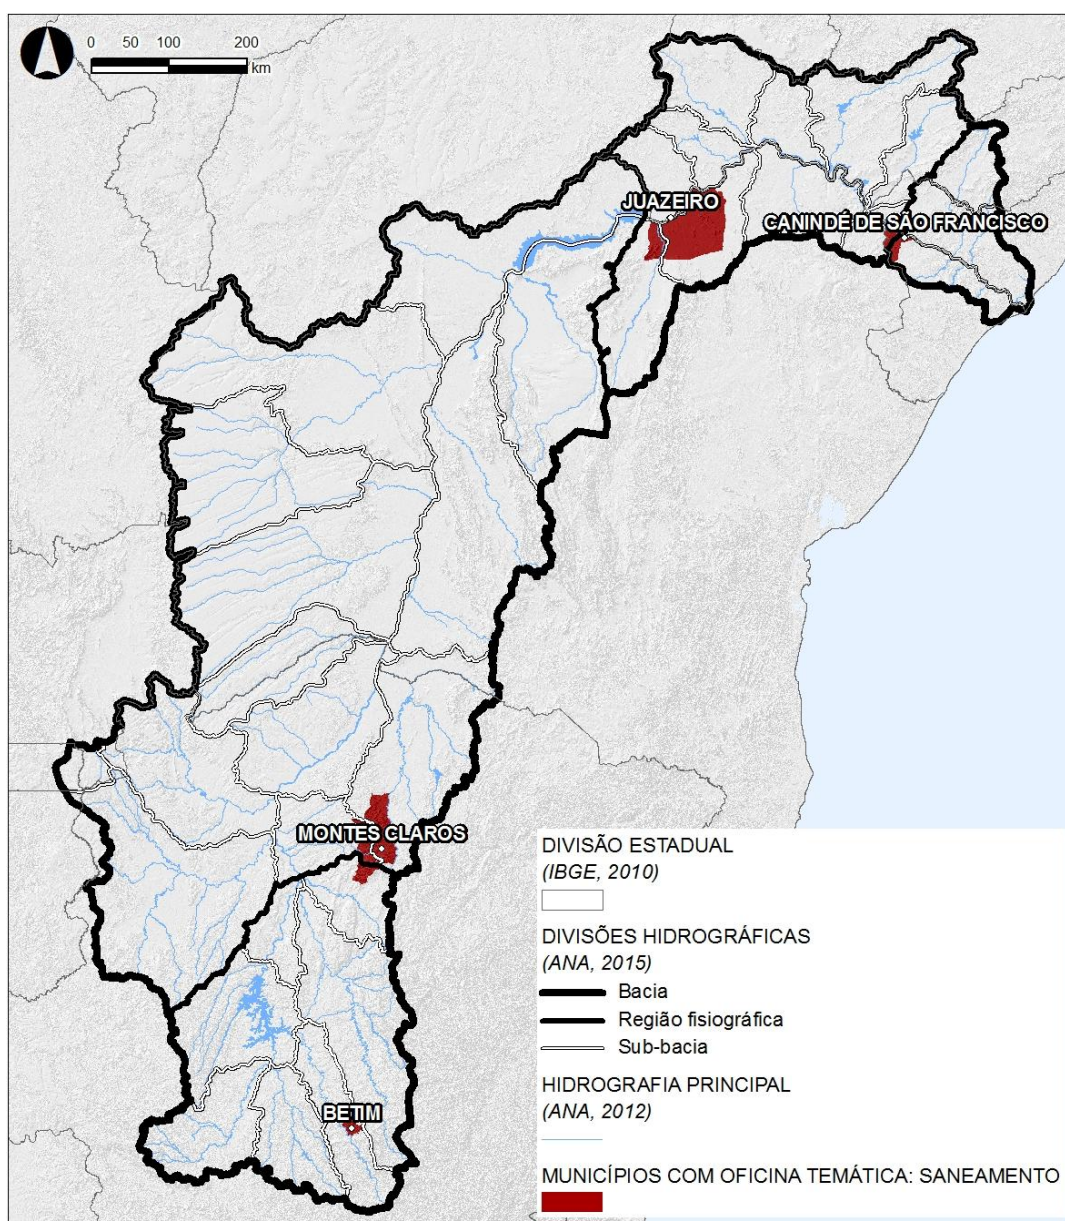 0 50 100 200
km
JUAZEIRO
CANINDÉ DE SÃO FRANCISCO
MONTES CLAROS
BETIM
DIVISÃO ESTADUAL
(IBGE, 2010)
DIVISÕES HIDROGRÁFICAS
(ANA, 2015)
Bacia
Região fisiográfica
Sub-bacia
HIDROGRAFIA PRINCIPAL
(ANA, 2012)
MUNICÍPIOS COM OFICINA TEMÁTICA: SANEAMENTO